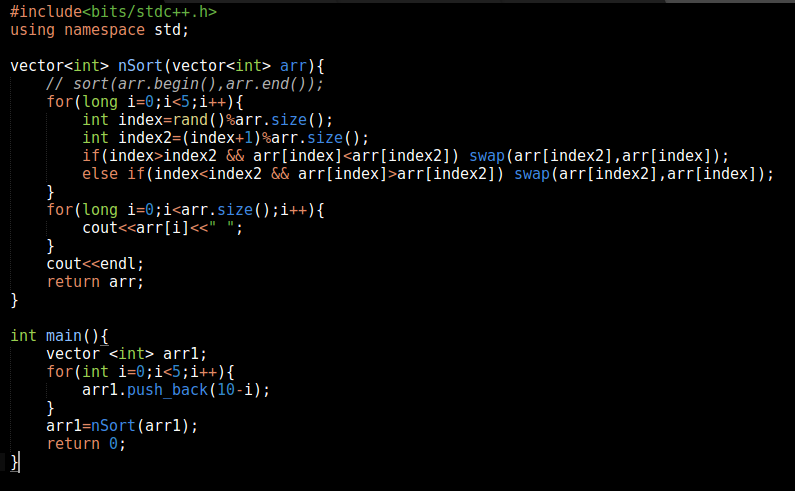 #include<bits/stdc++.h>
using namespace std;

vector<int> nSort(vector<int> arr){
    // sort(arr.begin(),arr.end());
    for(long i=0;i<5;i++){
        int index=rand()%arr.size();
        int index2=(index+1)%arr.size();
        if(index>index2 && arr[index]<arr[index2]) swap(arr[index2],arr[index]);
        else if(index<index2 && arr[index]>arr[index2]) swap(arr[index2],arr[index]);
    }
    for(long i=0;i<arr.size();i++){
        cout<<arr[i]<<" ";
    }
    cout<<endl;
    return arr;
}

int main(){
    vector <int> arr1;
    for(int i=0;i<5;i++){
        arr1.push_back(10-i);
    }
    arr1=nSort(arr1);
    return 0;
}